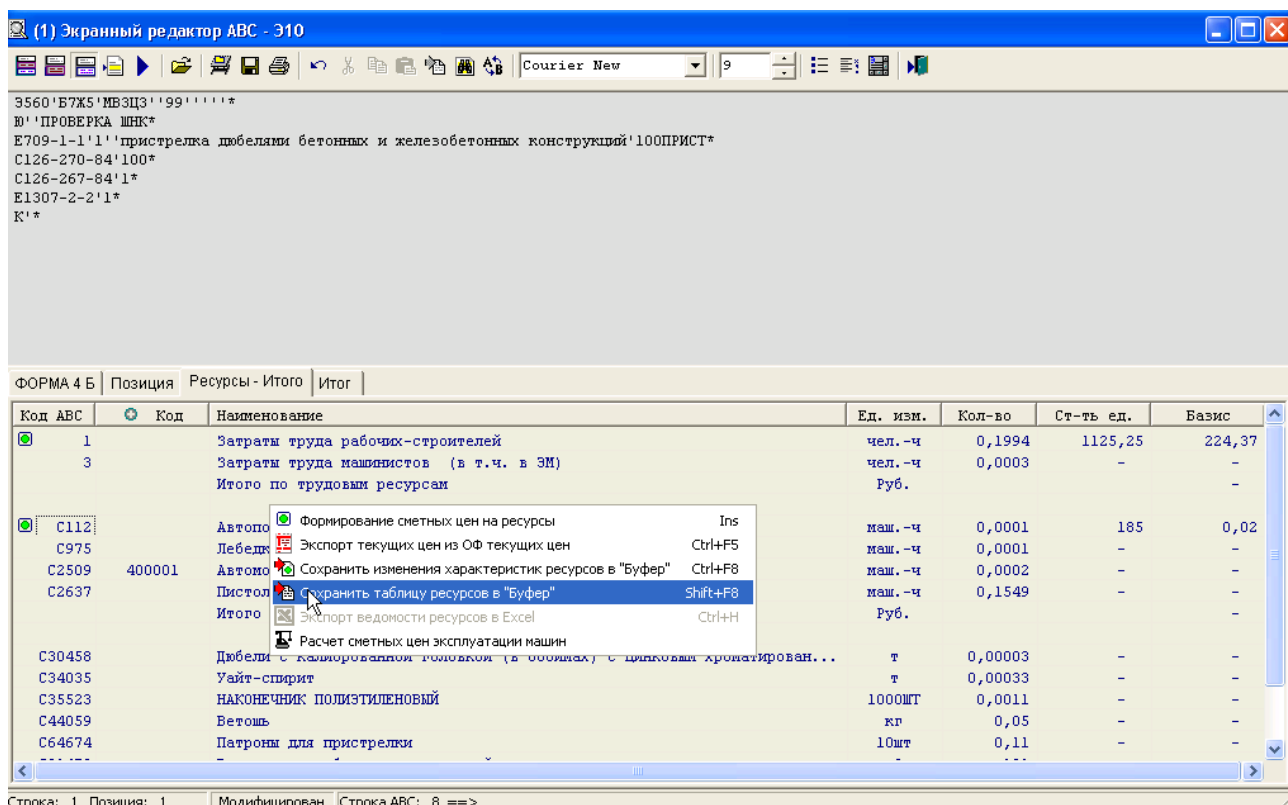 (1) Экранный редактор АВС - Э10
Courier New 9
Э560'Б7Ж5'МВЗЦ3''99'''''*
Ю''ПРОВЕРКА ШНК*
Е709-1-1'1''пристрелка дюбелями бетонных и железобетонных конструкций'100ПРИСТ*
С126-270-84'100*
С126-267-84'1*
Е1307-2-2'1*
К'*
ФОРМА 4 Б Позиция Ресурсы - Итого Итог
Код АВС Код Наименование Ед. изм. Кол-во Ст-ть ед. Базис
1 Затраты труда рабочих-строителей чел.-ч 0,1994 1125,25 224,37
3 Затраты труда машинистов (в т.ч. в ЭМ) чел.-ч 0,0003 - -
Итого по трудовым ресурсам Руб. -
Формирование сметных цен на ресурсы Ins
С112 Автопо маш.-ч 0,0001 185 0,02
Экспорт текущих цен из ОФ текущих цен Ctrl+F5
С975 Лебедк маш.-ч 0,0001 - -
Сохранить изменения характеристик ресурсов в "Буфер" Ctrl+F8
С2509 400001 Автомо маш.-ч 0,0002 - -
Сохранить таблицу ресурсов в "Буфер" Shift+F8
С2637 Пистол маш.-ч 0,1549 - -
Экспорт ведомости ресурсов в Excel Ctrl+H
Итого Руб.
Расчет сметных цен эксплуатации машин
С30458 Дюбели с калиброванной головкой (в обоймах) с цинковым хроматирован... т 0,00003 - -
С34035 Уайт-спирит т 0,00033 - -
С35523 НАКОНЕЧНИК ПОЛИЭТИЛЕНОВЫЙ 1000ШТ 0,0011 - -
С44059 Ветошь кг 0,05 - -
С64674 Патроны для пристрелки 10шт 0,11 - -
Строка: 1 Позиция: 1 Модифицирован Строка АВС: 8 ==>